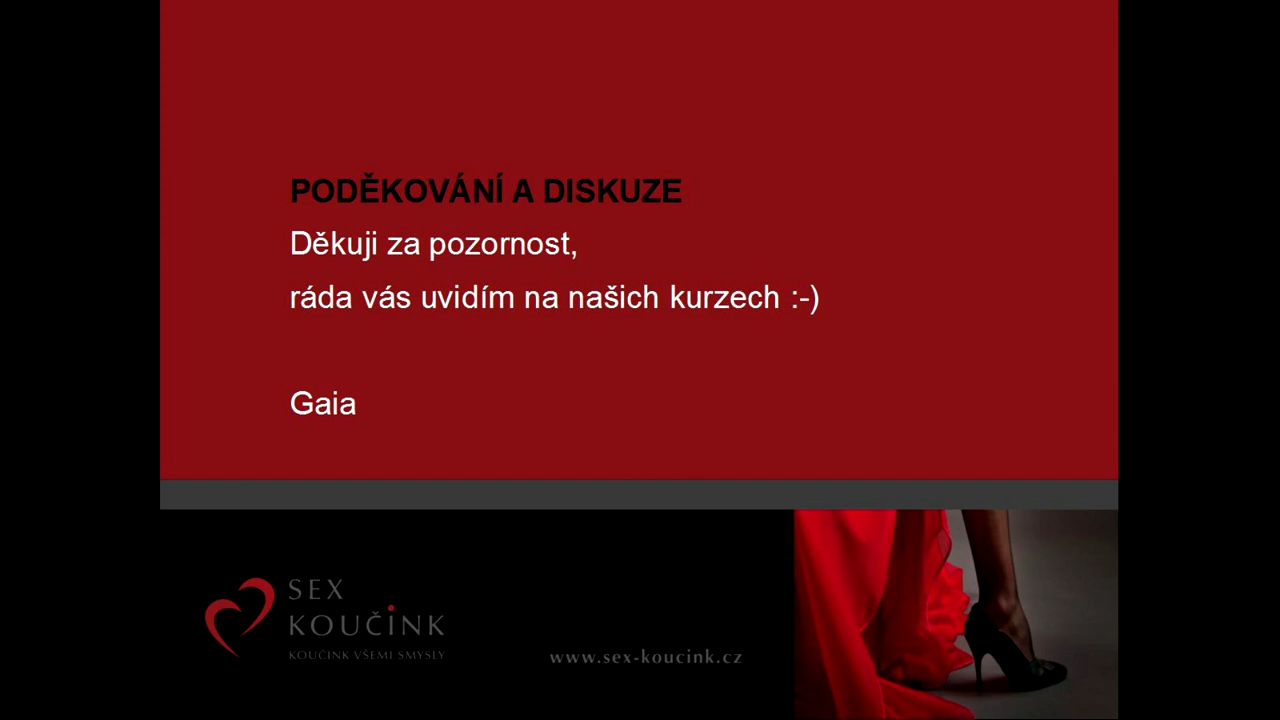 PODĚKOVÁNÍ A DISKUZE
Děkuji za pozornost,
ráda vás uvidím na našich kurzech :-)
Gaia
SEX
KOUČINK
KOUČINK VŠEMI SMYSLY
www.sex-koucink.cz